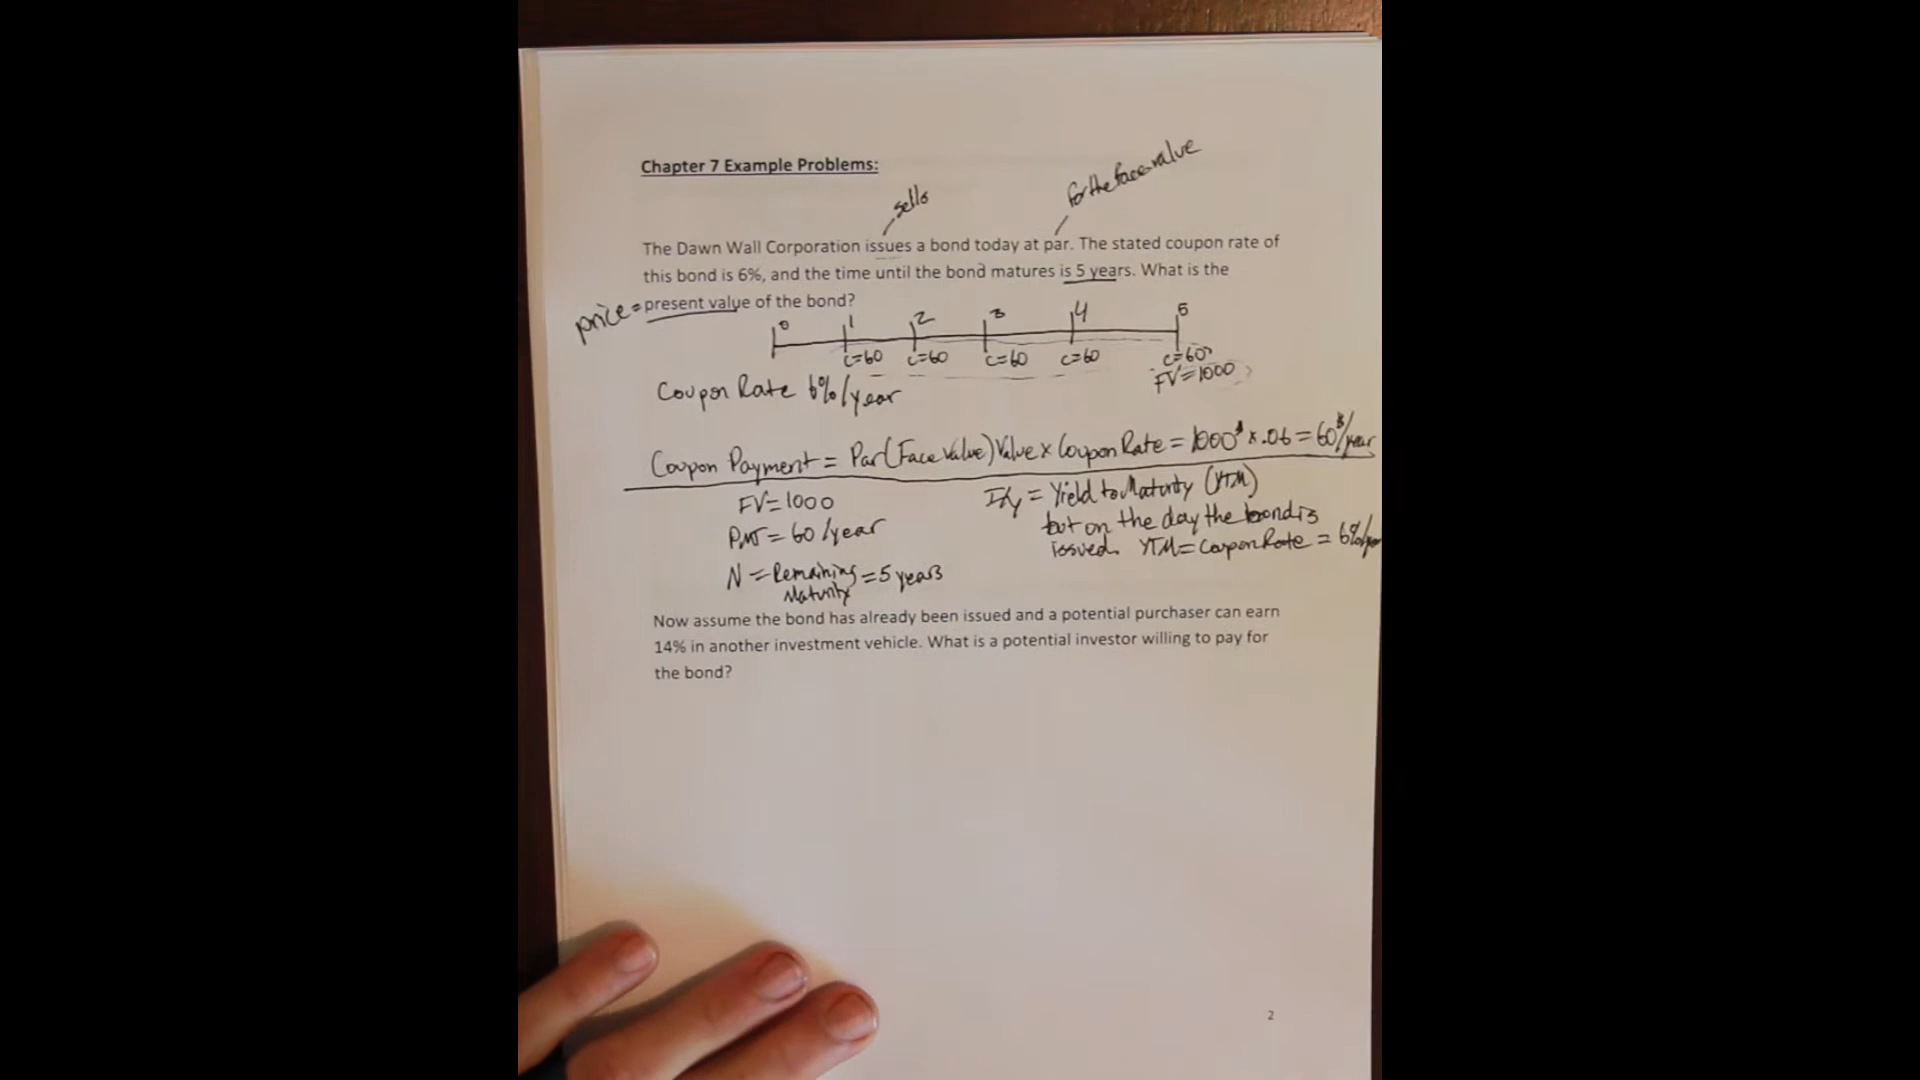 Chapter 7 Example Problems:
sells
for the face value
The Dawn Wall Corporation issues a bond today at par. The stated coupon rate of
this bond is 6%, and the time until the bond matures is 5 years. What is the
price = present value of the bond?
0 1 2 3 4 5
C=60 C=60 C=60 C=60 C=60
FV=1000
Coupon Rate 6%/year
Coupon Payment = Par(Face Value) Value x Coupon Rate = 1000$ x .06 = 60$/year
FV=1000
PMT = 60/year
N = Remaining Maturity = 5 years
I/y = Yield to Maturity (YTM)
but on the day the bond is
issued. YTM = Coupon Rate = 6%/year
Now assume the bond has already been issued and a potential purchaser can earn
14% in another investment vehicle. What is a potential investor willing to pay for
the bond?
2